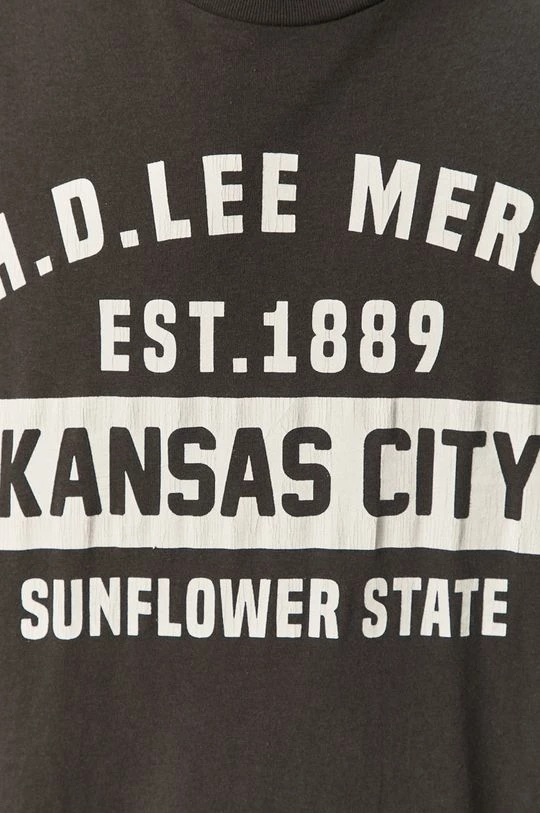 H.D.LEE MERC
EST.1889
KANSAS CITY
SUNFLOWER STATE